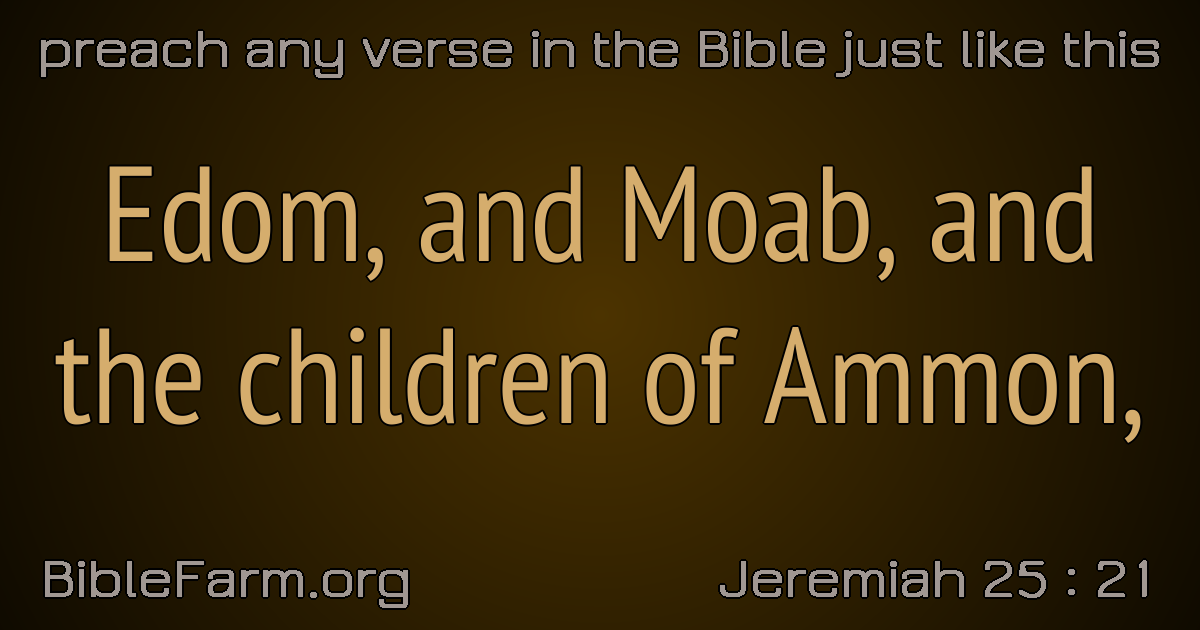 preach any verse in the Bible just like this
Edom, and Moab, and
the children of Ammon,
BibleFarm.org
Jeremiah 25 : 21